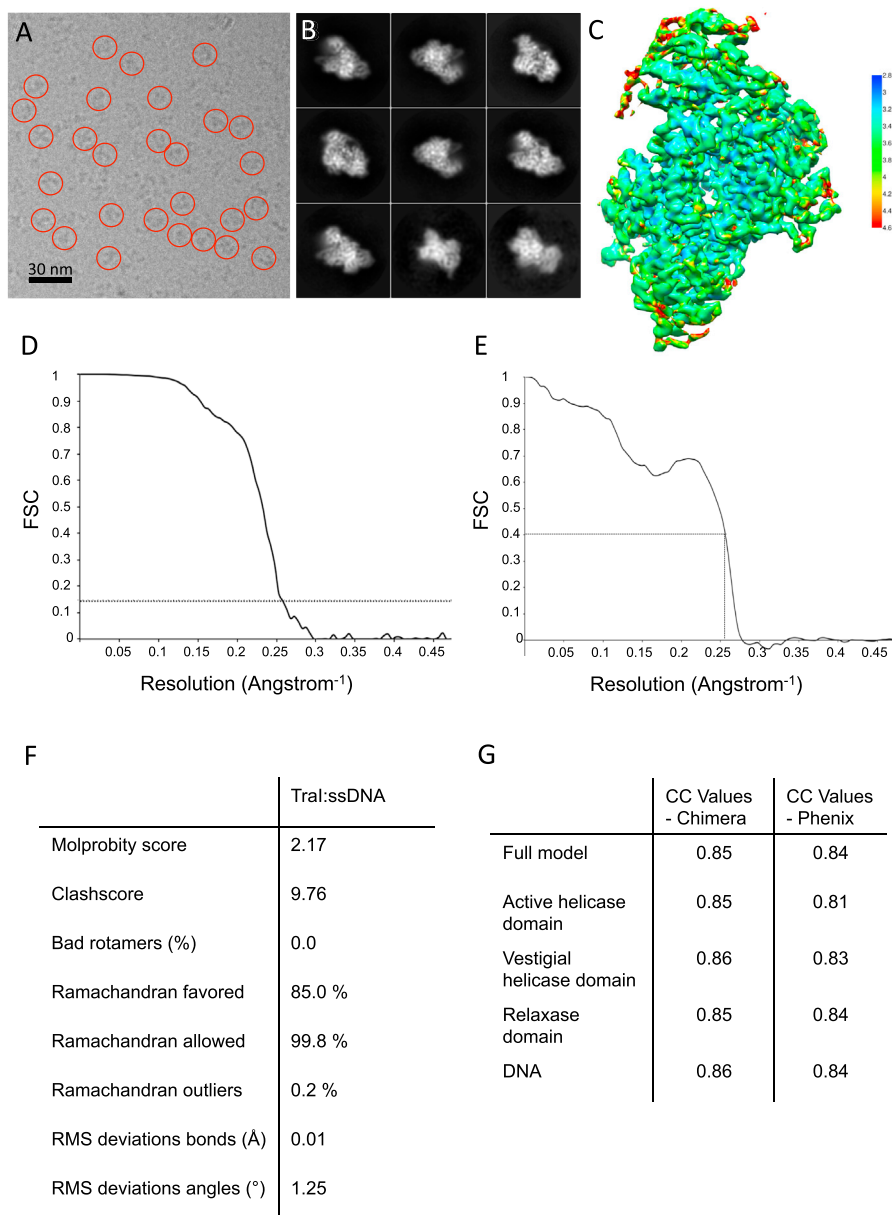 A
B
C
30 nm
2.8
3.2
3.6
4
4.4
4.6
D
E
1
0.9
0.8
0.7
0.6
0.5
0.4
0.3
0.2
0.1
0
FSC
0.05
0.1
0.15
0.2
0.25
0.3
0.35
0.4
0.45
Resolution (Angstrom-1)
1
0.9
0.8
0.7
0.6
0.5
0.4
0.3
0.2
0.1
0
FSC
0.05
0.1
0.15
0.2
0.25
0.3
0.35
0.4
0.45
Resolution (Angstrom-1)
F
TraI:ssDNA
Molprobity score 2.17
Clashscore 9.76
Bad rotamers (%) 0.0
Ramachandran favored 85.0 %
Ramachandran allowed 99.8 %
Ramachandran outliers 0.2 %
RMS deviations bonds (Å) 0.01
RMS deviations angles (°) 1.25
G
CC Values - Chimera
CC Values - Phenix
Full model 0.85 0.84
Active helicase domain 0.85 0.81
Vestigial helicase domain 0.86 0.83
Relaxase domain 0.85 0.84
DNA 0.86 0.84